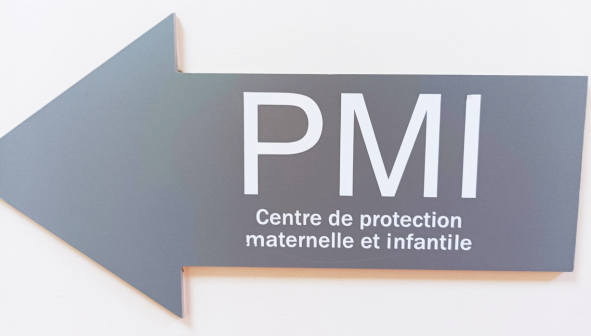 PMI
Centre de protection
maternelle et infantile